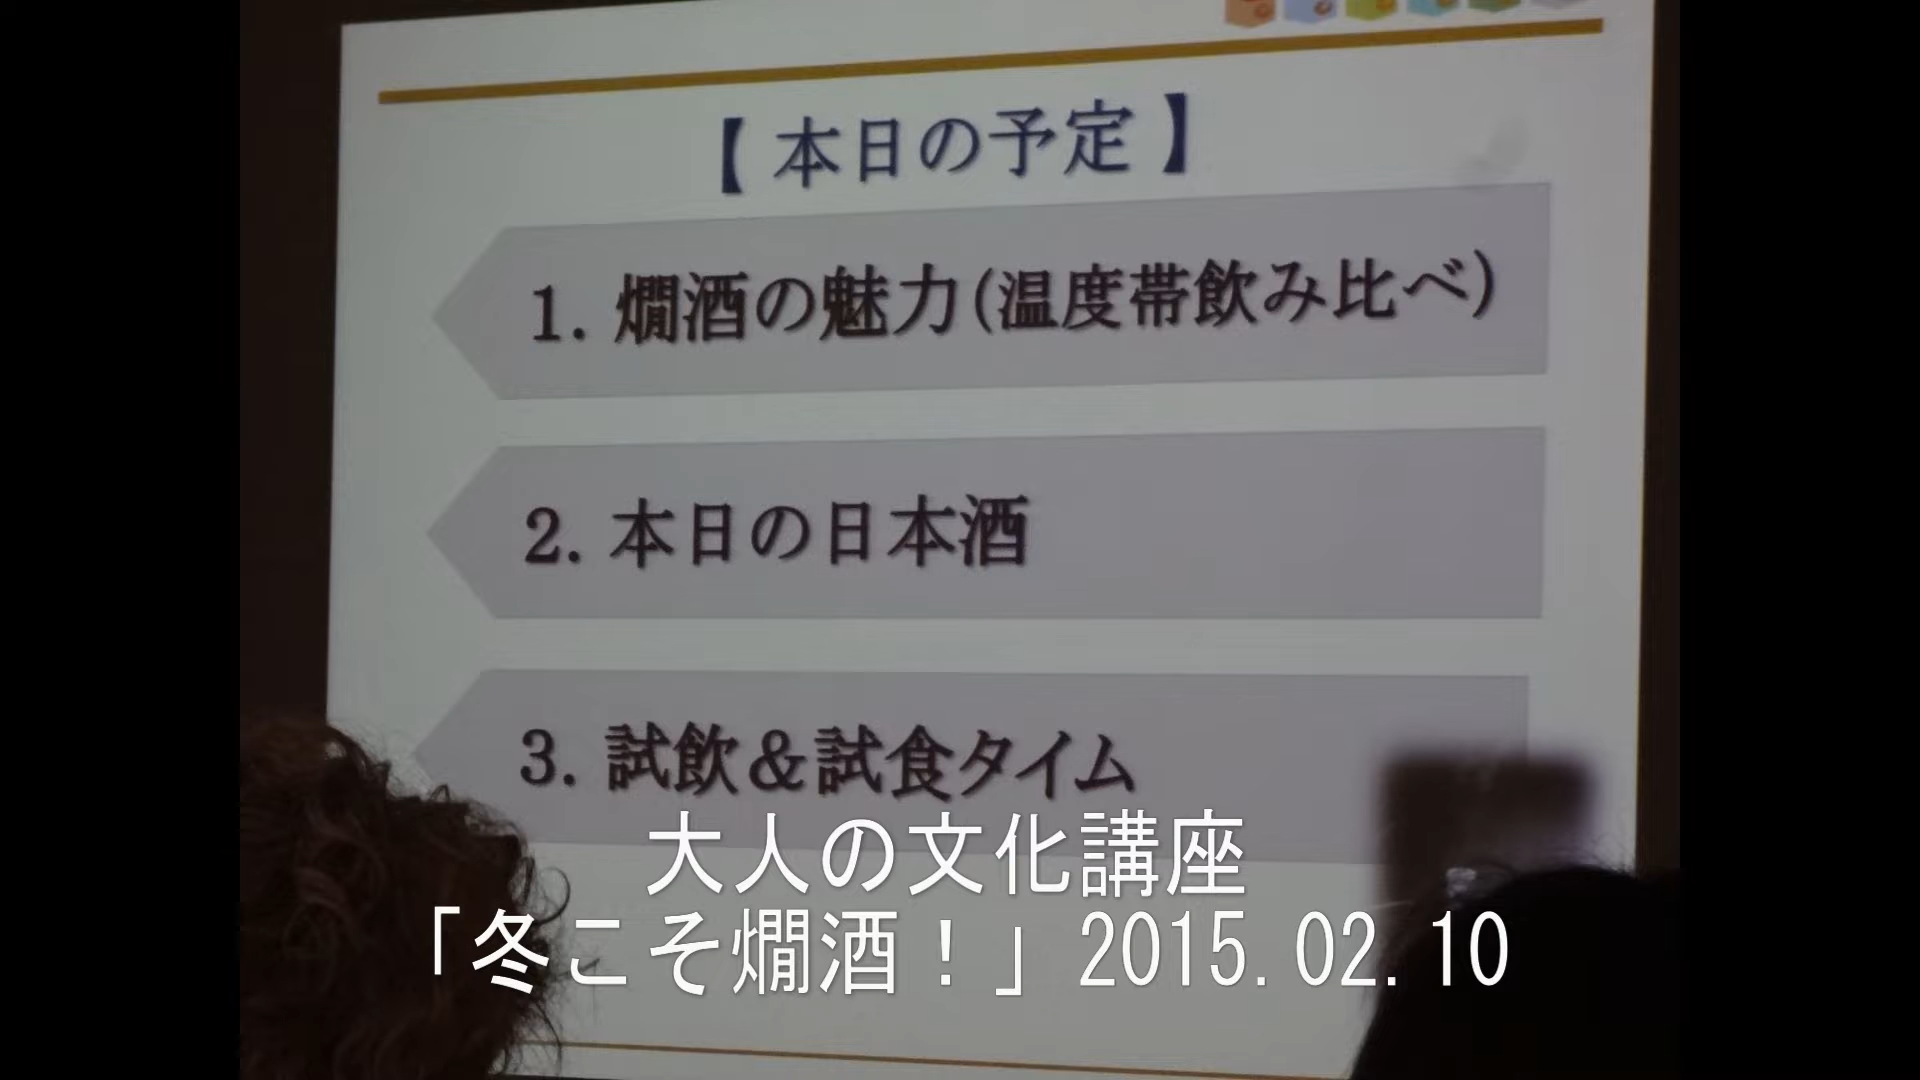 【 本日の予定 】
1. 燗酒の魅力(温度帯飲み比べ)
2. 本日の日本酒
3. 試飲＆試食タイム
大人の文化講座
「冬こそ燗酒！」2015.02.10